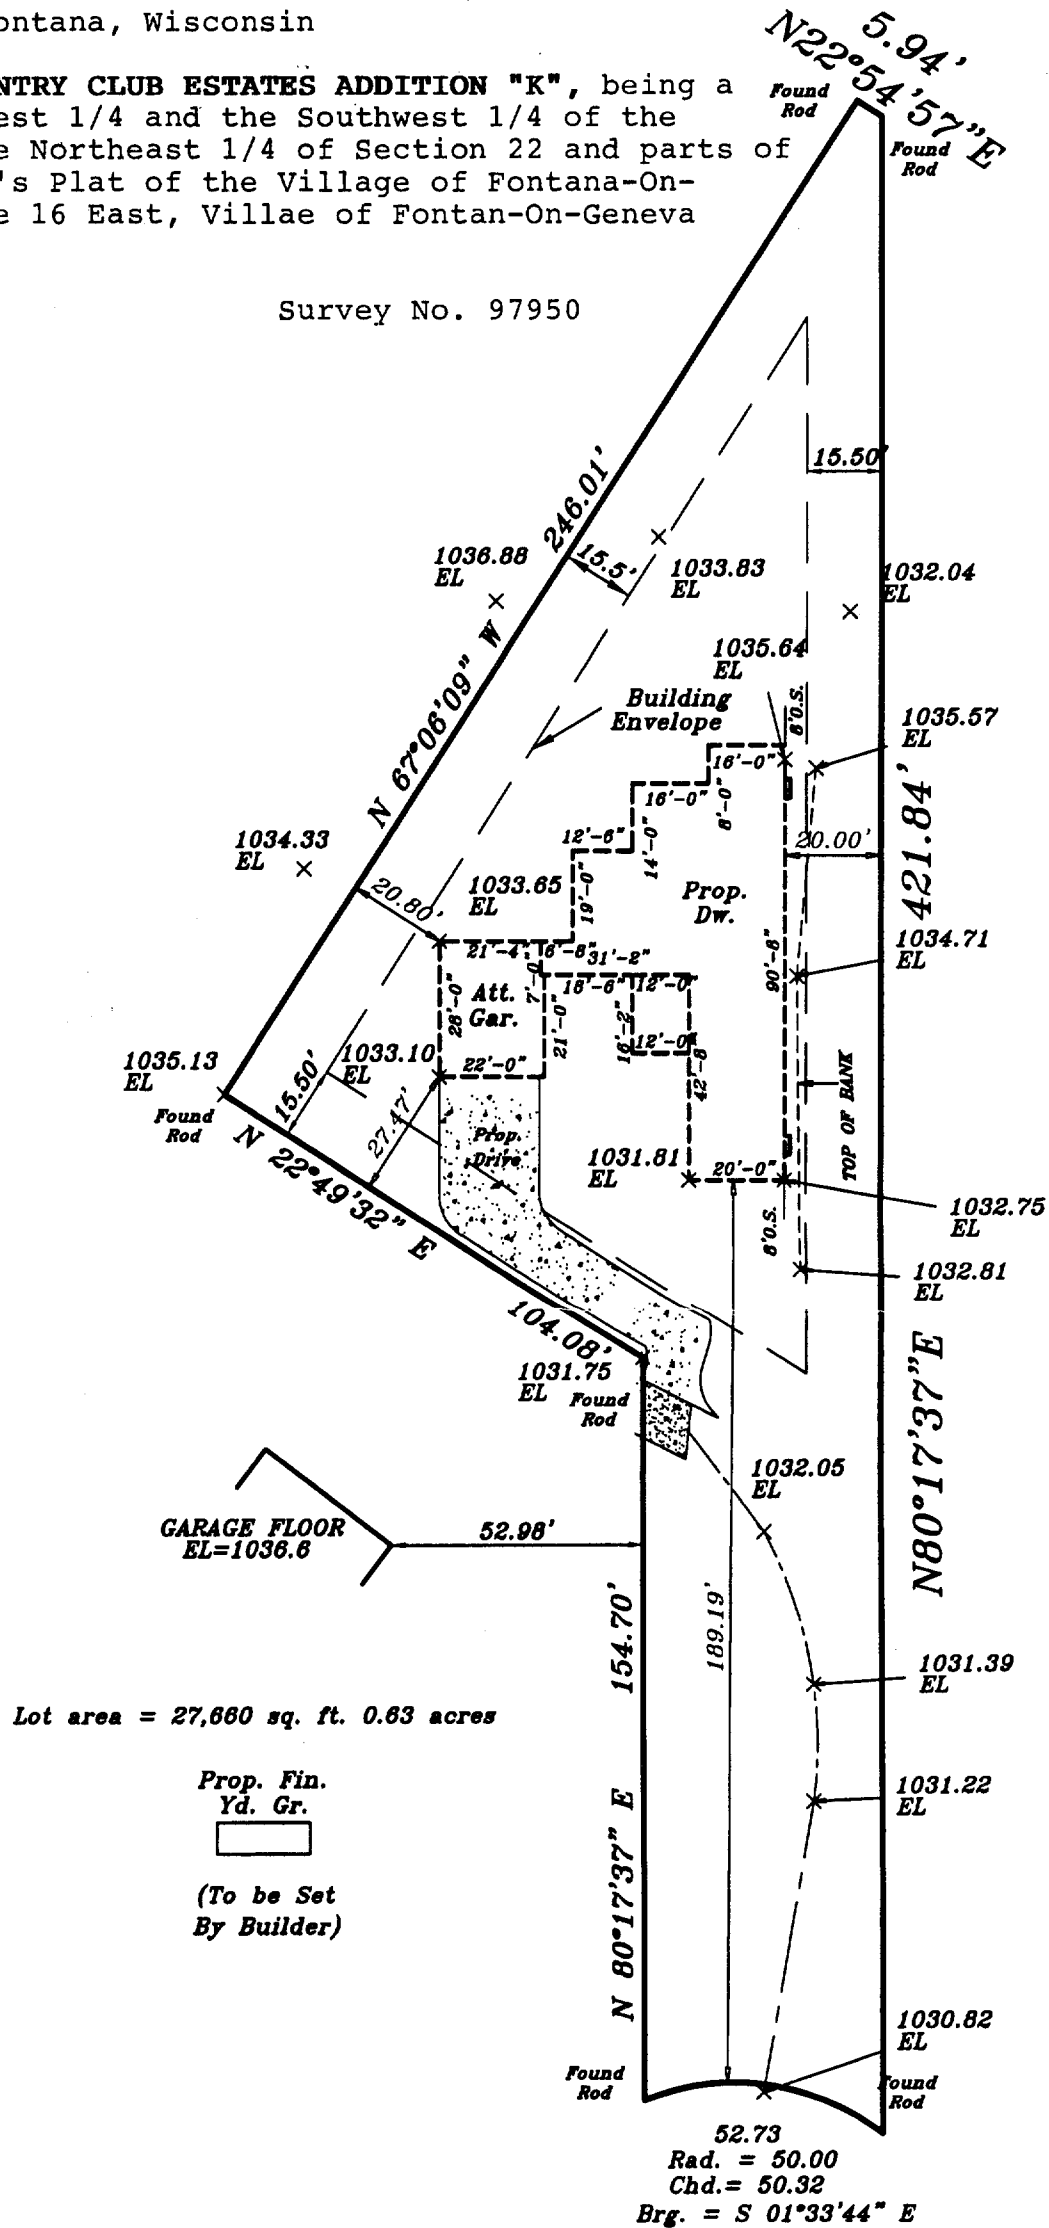 ontana, Wisconsin
NTRY CLUB ESTATES ADDITION "K", being a
est 1/4 and the Southwest 1/4 of the
e Northeast 1/4 of Section 22 and parts of
's Plat of the Village of Fontana-On-
e 16 East, Villae of Fontan-On-Geneva
Survey No. 97950
5.94'
N22°54'57"E
Found
Rod
Found
Rod
15.50'
246.01'
15.5'
1036.88
EL
1033.83
EL
1032.04
EL
N 67°06'09" W
1035.64
EL
Building
Envelope
8'O.S.
1035.57
EL
16'-0"
16'-0"
8'-0"
421.84'
1034.33
EL
12'-6"
14'-0"
20.00'
20.80'
1033.65
EL
19'-0"
Prop.
Dw.
1034.71
EL
21'-4"
6'-8"
31'-2"
90'-8"
Att.
Gar.
28'-0"
7'-0
18'-6"
12'-0"
21'-0"
16'-2"
12'-0"
42'-8
1035.13
EL
1033.10
EL
22'-0"
15.50'
27.47'
TOP OF BANK
Found
Rod
N 22°49'32" E
Prop.
Drive
1031.81
EL
20'-0"
8'O.S.
1032.75
EL
1032.81
EL
104.08'
1031.75
EL
Found
Rod
N80°17'37"E
1032.05
EL
GARAGE FLOOR
EL=1036.6
52.98'
154.70'
189.19'
1031.39
EL
Lot area = 27,660 sq. ft. 0.63 acres
Prop. Fin.
Yd. Gr.
1031.22
EL
(To be Set
By Builder)
N 80°17'37" E
1030.82
EL
Found
Rod
Found
Rod
52.73
Rad. = 50.00
Chd.= 50.32
Brg. = S 01°33'44" E